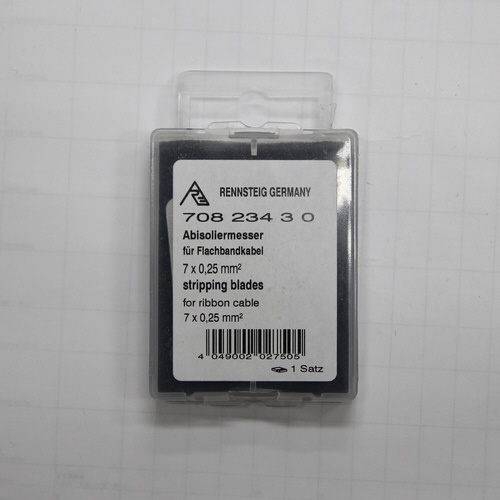 RENNSTEIG GERMANY
708 234 3 0
Abisoliermesser
für Flachbandkabel
7 x 0,25 mm²
stripping blades
for ribbon cable
7 x 0,25 mm²
4 049002 027505
1 Satz